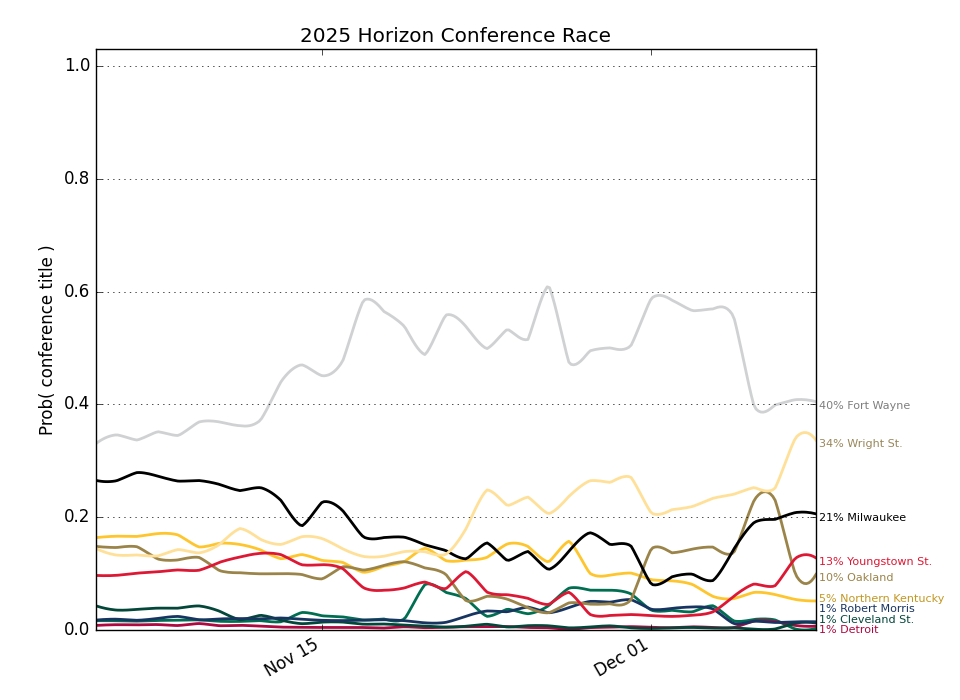 2025 Horizon Conference Race
1.0
0.8
0.6
0.4
0.2
0.0
Prob( conference title )
Nov 15
Dec 01
40% Fort Wayne
34% Wright St.
21% Milwaukee
13% Youngstown St.
10% Oakland
5% Northern Kentucky
1% Robert Morris
1% Cleveland St.
1% Detroit